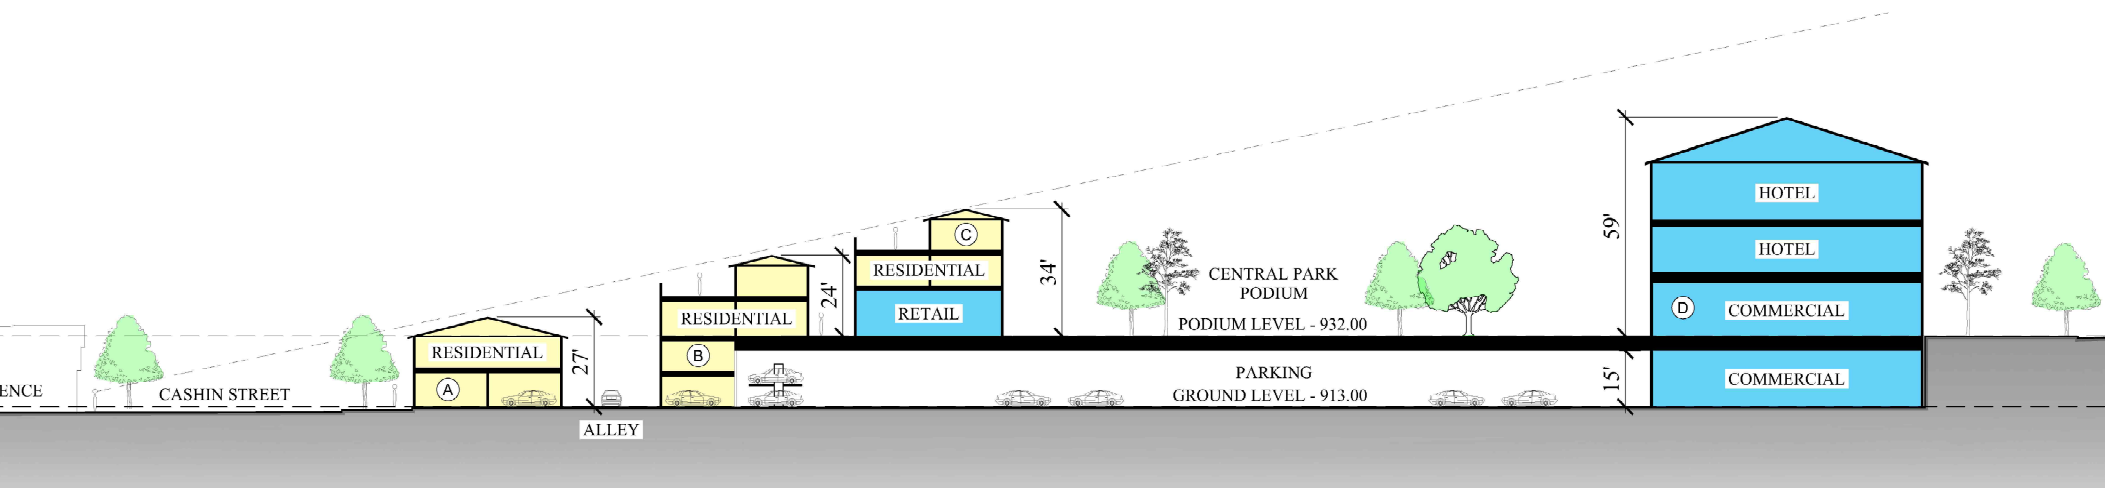 ENCE
CASHIN STREET
RESIDENTIAL
A
27'
ALLEY
RESIDENTIAL
B
24'
C
RESIDENTIAL
RETAIL
34'
CENTRAL PARK
PODIUM
PODIUM LEVEL - 932.00
PARKING
GROUND LEVEL - 913.00
59'
15'
HOTEL
HOTEL
D
COMMERCIAL
COMMERCIAL